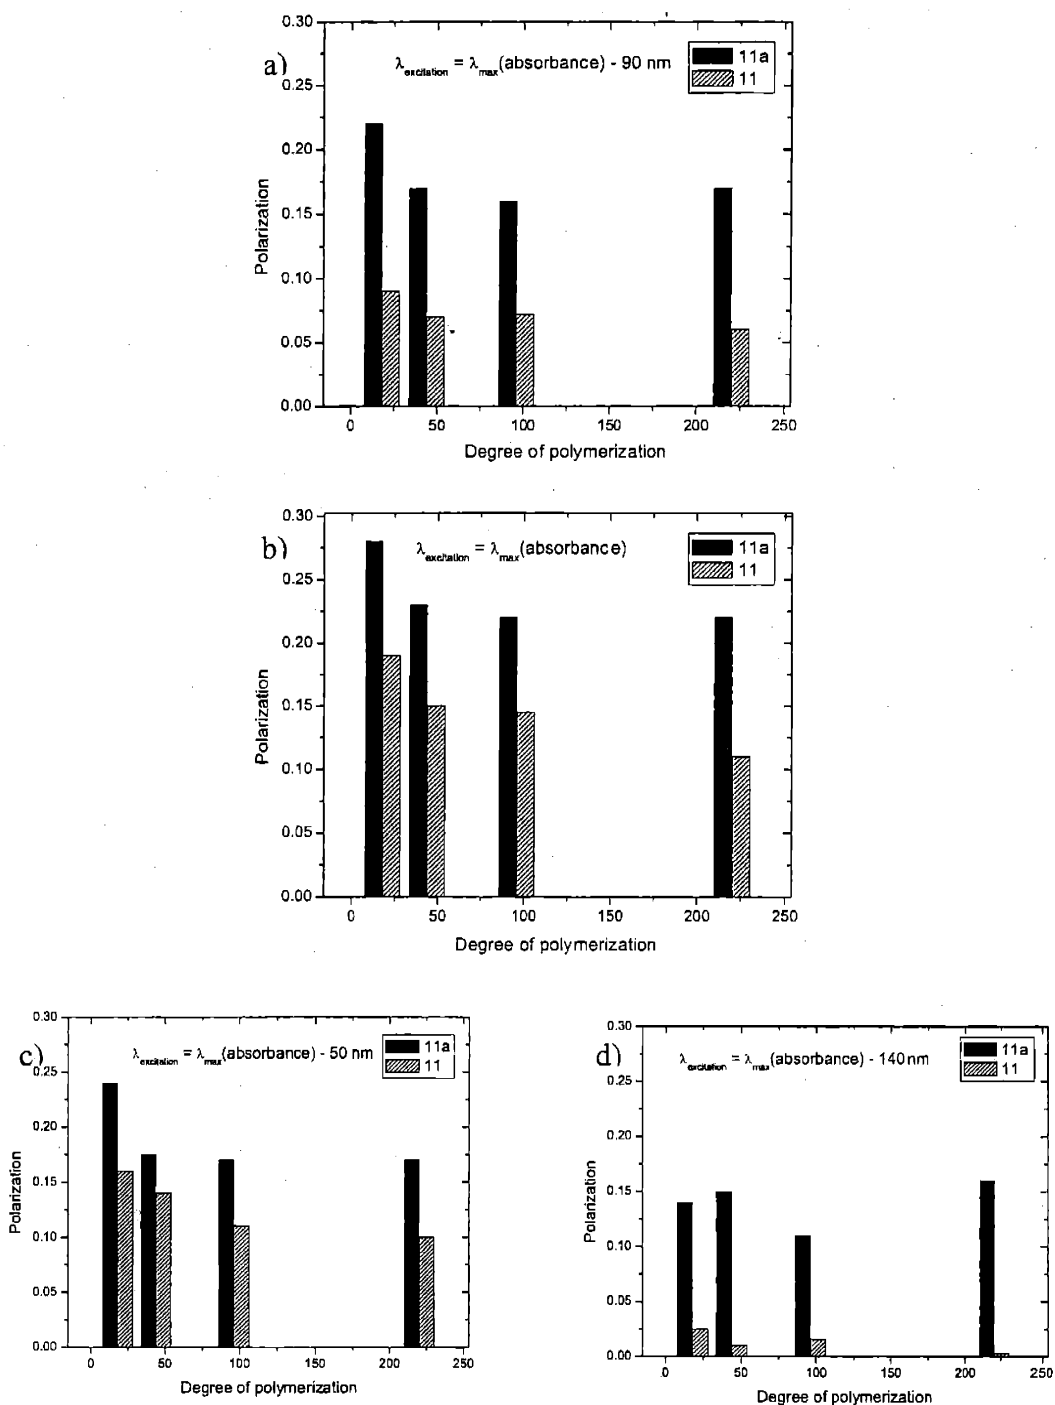 a)
λexcitation = λmax(absorbance) - 90 nm
11a
11
0.30
0.25
0.20
0.15
0.10
0.05
0.00
Polarization
0 50 100 150 200 250
Degree of polymerization
b)
λexcitation = λmax(absorbance)
11a
11
0.30
0.25
0.20
0.15
0.10
0.05
0.00
Polarization
0 50 100 150 200 250
Degree of polymerization
c)
λexcitation = λmax(absorbance) - 50 nm
11a
11
0.30
0.25
0.20
0.15
0.10
0.05
0.00
Polarization
0 50 100 150 200 250
Degree of polymerization
d)
λexcitation = λmax(absorbance) - 140 nm
11a
11
0.30
0.25
0.20
0.15
0.10
0.05
0.00
Polarization
0 50 100 150 200 250
Degree of polymerization